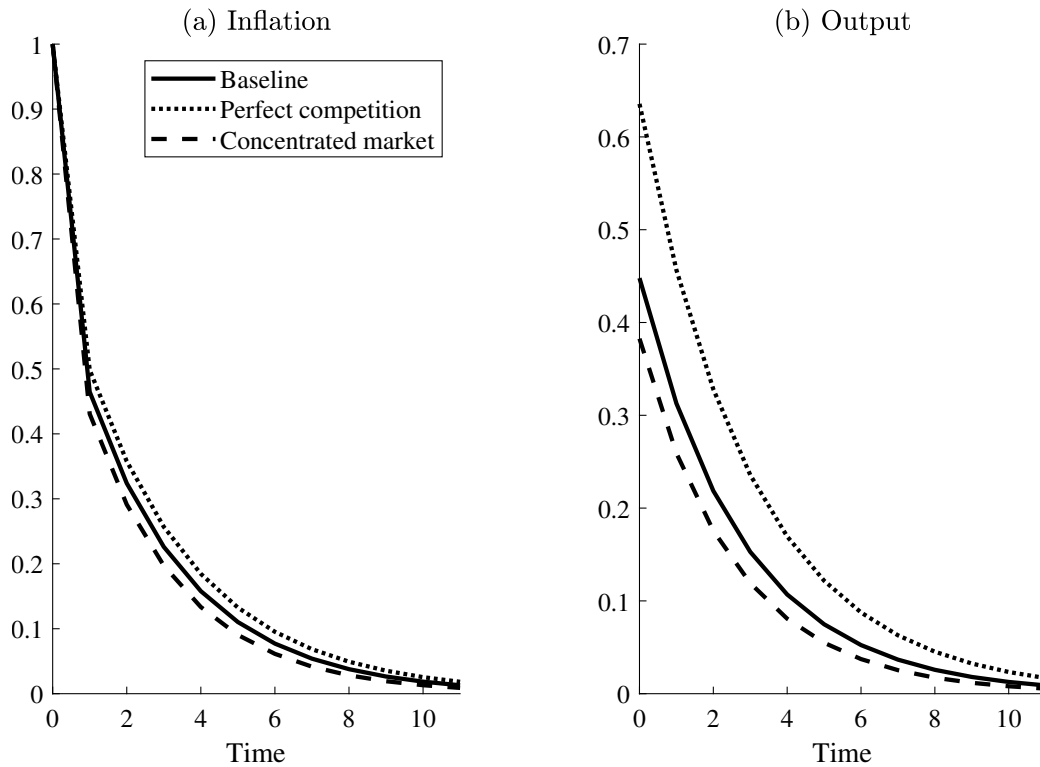 (a) Inflation
1
0.9
0.8
0.7
0.6
0.5
0.4
0.3
0.2
0.1
0
0 2 4 6 8 10
Time
Baseline
Perfect competition
Concentrated market
(b) Output
0.7
0.6
0.5
0.4
0.3
0.2
0.1
0
0 2 4 6 8 10
Time